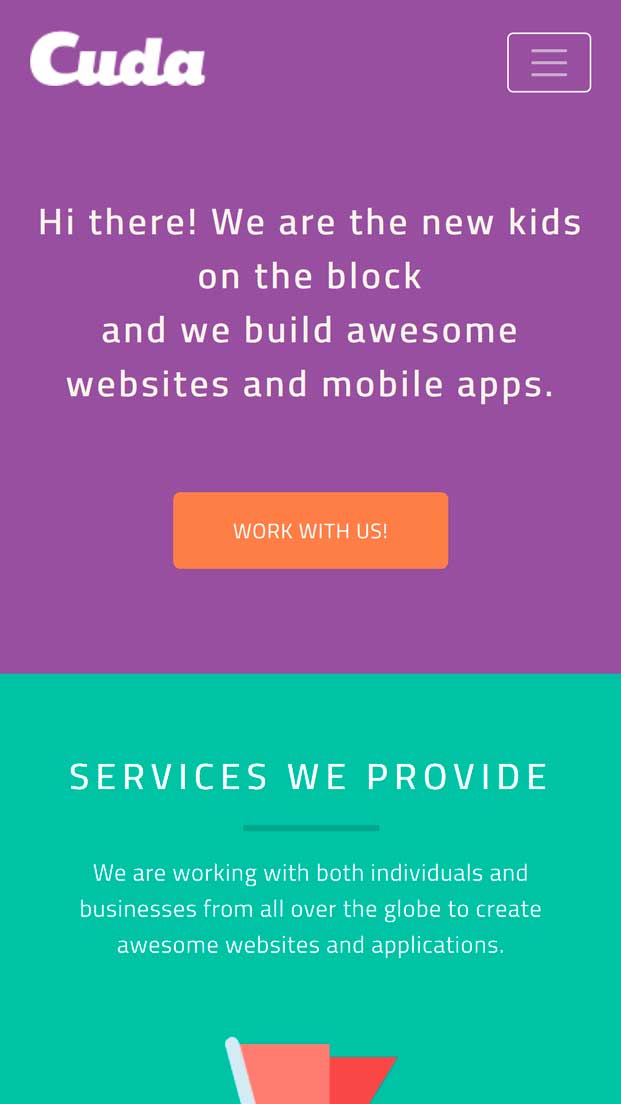 Cuda
Hi there! We are the new kids
on the block
and we build awesome
websites and mobile apps.
WORK WITH US!
SERVICES WE PROVIDE
We are working with both individuals and
businesses from all over the globe to create
awesome websites and applications.